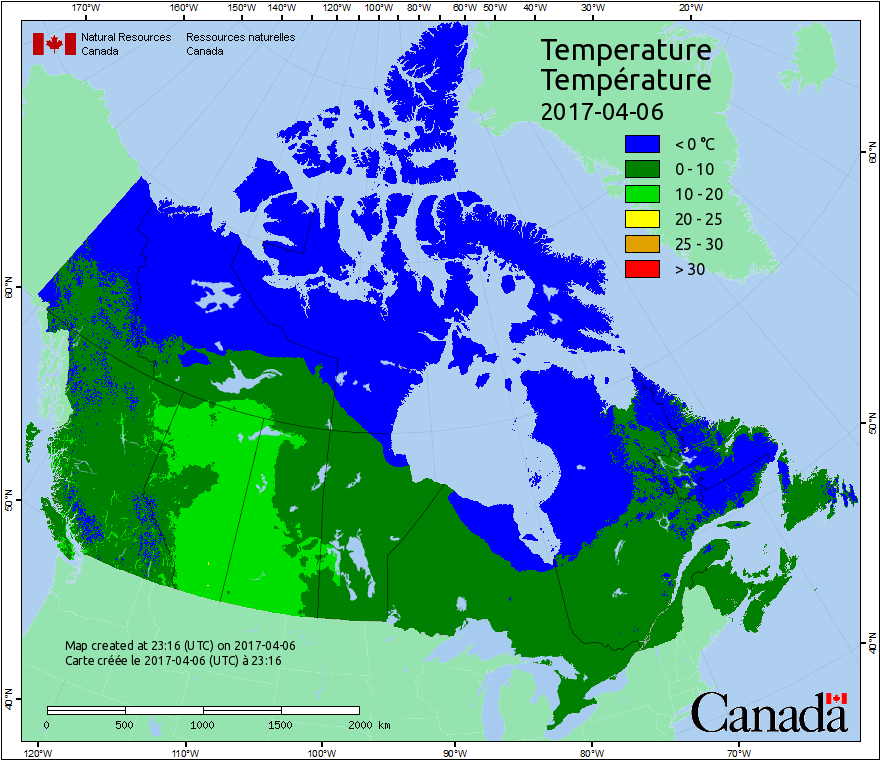 170°W 160°W 150°W 140°W 120°W 100°W 80°W 60°W 50°W 40°W 30°W 20°W
Natural Resources Ressources naturelles
Canada Canada
Temperature
Température
2017-04-06
< 0 °C
0 - 10
10 - 20
20 - 25
25 - 30
> 30
60°N
60°N
50°N
50°N
40°N
40°N
Map created at 23:16 (UTC) on 2017-04-06
Carte créée le 2017-04-06 (UTC) à 23:16
0 500 1000 1500 2000 km
Canada
120°W 110°W 100°W 90°W 80°W 70°W